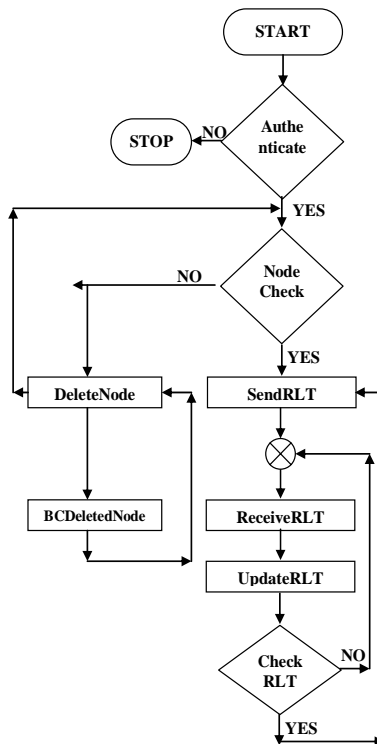 START
NO
Authe
nticate
STOP
YES
Node
Check
NO
YES
DeleteNode
SendRLT
BCDeletedNode
ReceiveRLT
UpdateRLT
Check
RLT
NO
YES